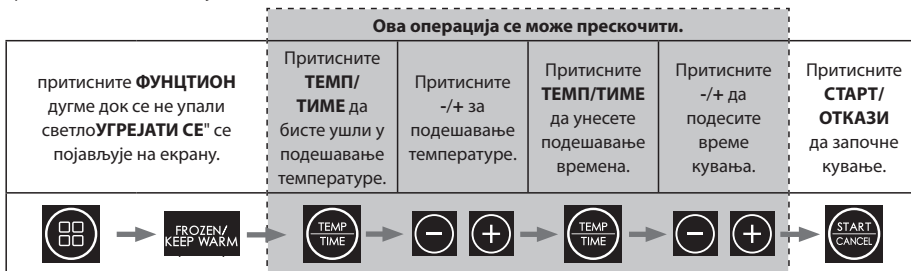 Ова операција се може прескочити.
притисните ФУНЦТИОН
дугме док се не упали
светлоУГРЕЈАТИ СЕ" се
појављује на екрану.
Притисните
ТЕМП/
ТИМЕ да
бисте ушли у
подешавање
температуре.
Притисните
-/+ за
подешавање
температуре.
Притисните
ТЕМП/ТИМЕ
да унесете
подешавање
времена.
Притисните
-/+ да
подесите
време
кувања.
Притисните
СТАРТ/
ОТКАЗИ
да започне
кување.
FROZEN/
KEEP WARM
TEMP
TIME
TEMP
TIME
START
CANCEL